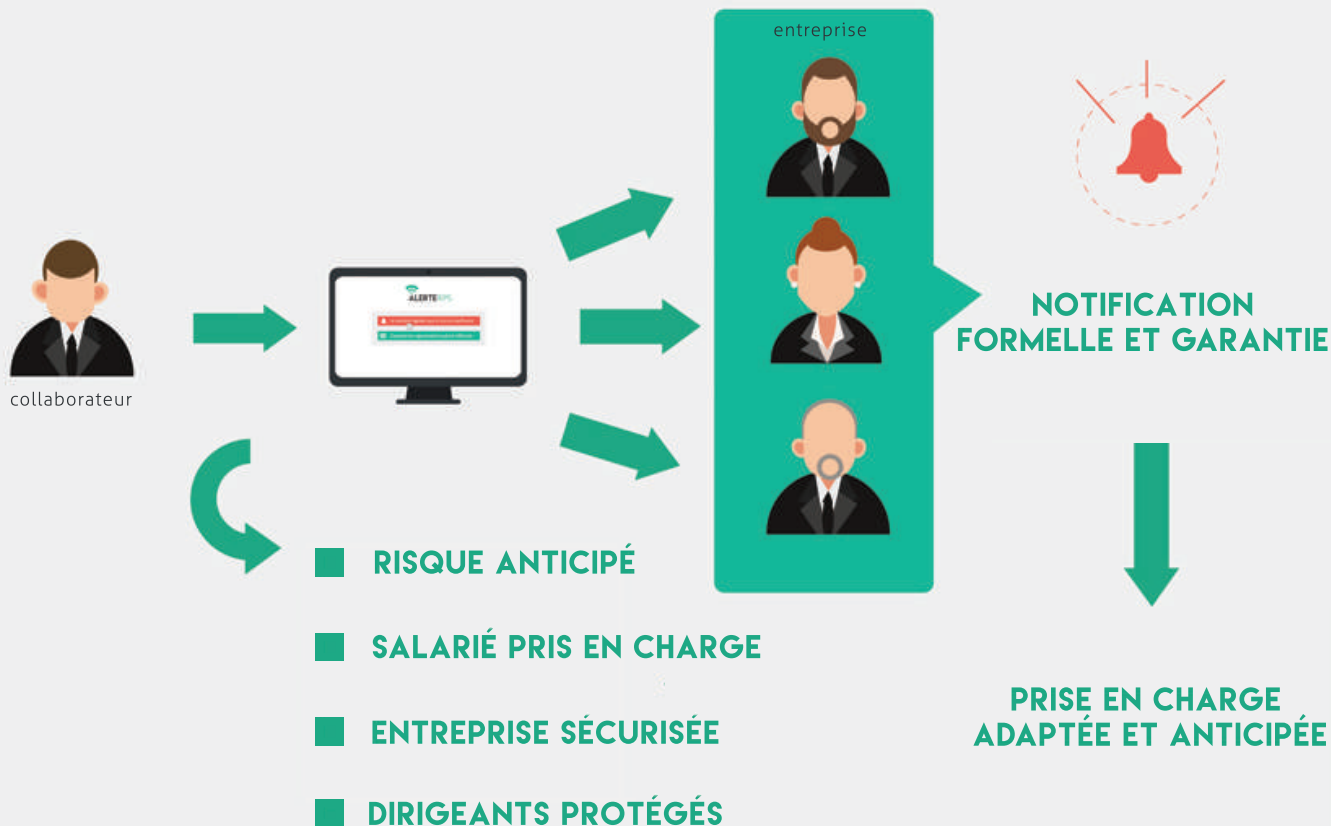 entreprise
collaborateur
ALERTERPS
NOTIFICATION
FORMELLE ET GARANTIE
RISQUE ANTICIPÉ
SALARIÉ PRIS EN CHARGE
ENTREPRISE SÉCURISÉE
DIRIGEANTS PROTÉGÉS
PRISE EN CHARGE
ADAPTÉE ET ANTICIPÉE